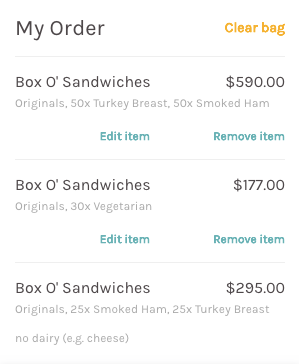 My Order Clear bag
Box O' Sandwiches $590.00
Originals, 50x Turkey Breast, 50x Smoked Ham
Edit item Remove item
Box O' Sandwiches $177.00
Originals, 30x Vegetarian
Edit item Remove item
Box O' Sandwiches $295.00
Originals, 25x Smoked Ham, 25x Turkey Breast
no dairy (e.g. cheese)